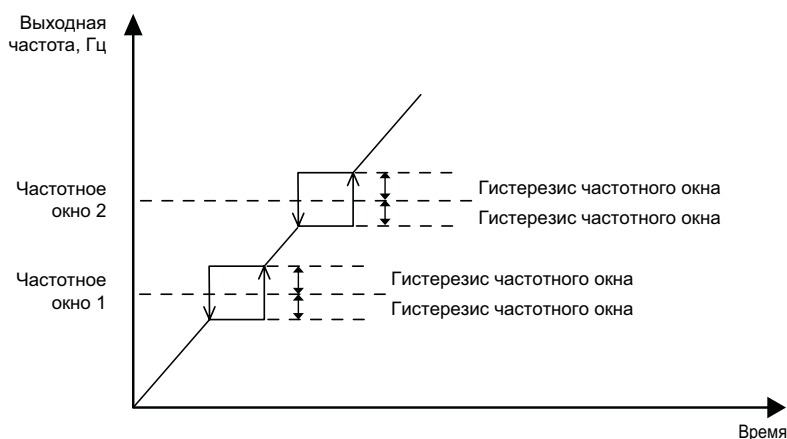 Выходная
частота, Гц
Частотное
окно 2
Гистерезис частотного окна
Гистерезис частотного окна
Частотное
окно 1
Гистерезис частотного окна
Гистерезис частотного окна
Время